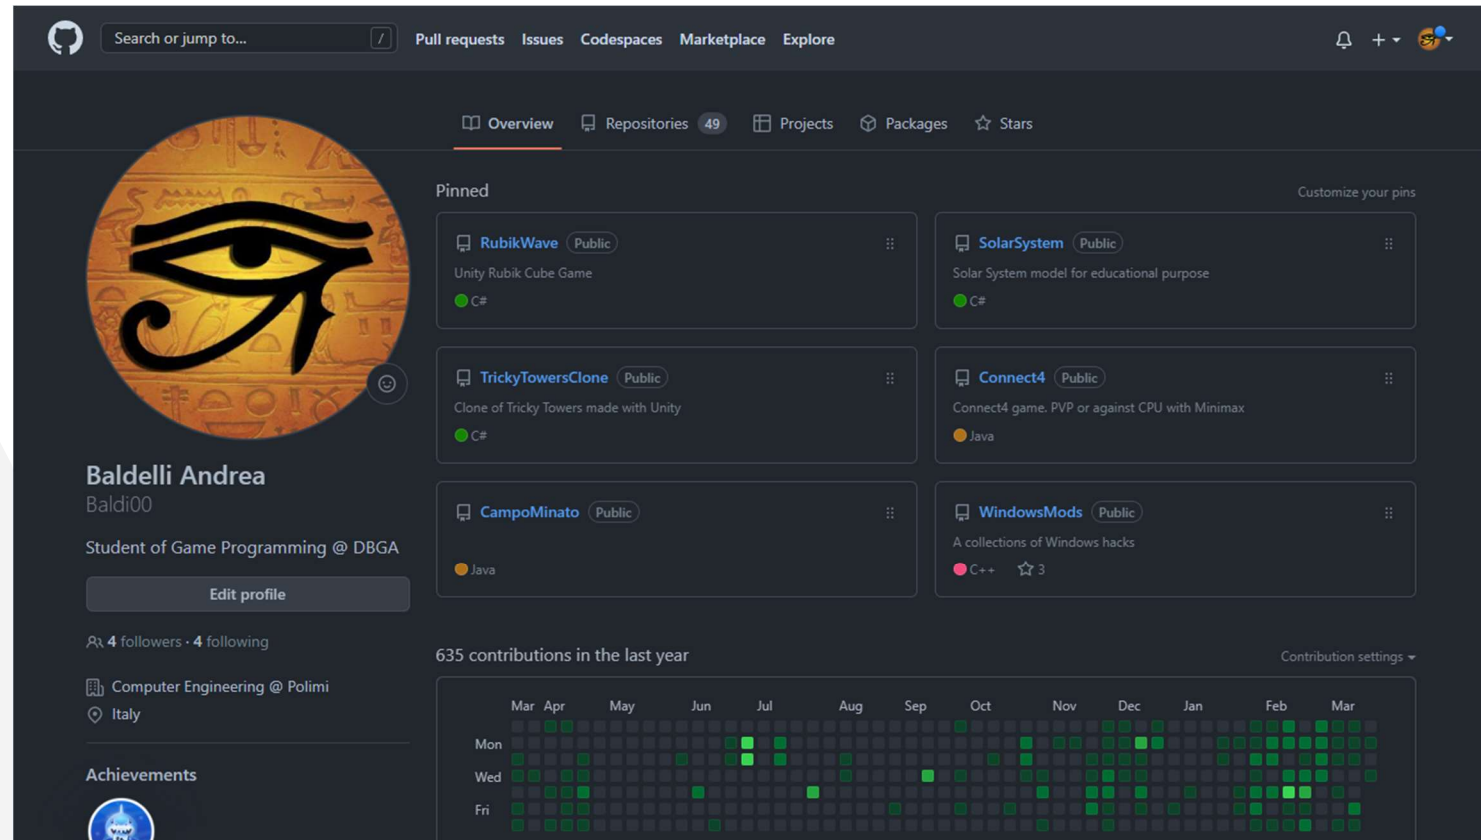 Search or jump to...
/
Pull requests Issues Codespaces Marketplace Explore
Overview Repositories 49 Projects Packages Stars
Pinned Customize your pins
RubikWave Public
Unity Rubik Cube Game
C#
SolarSystem Public
Solar System model for educational purpose
C#
TrickyTowersClone Public
Clone of Tricky Towers made with Unity
C#
Connect4 Public
Connect4 game. PVP or against CPU with Minimax
Java
CampoMinato Public
Java
WindowsMods Public
A collections of Windows hacks
C++ 3
Baldelli Andrea
Baldi00
Student of Game Programming @ DBGA
Edit profile
4 followers · 4 following
Computer Engineering @ Polimi
Italy
Achievements
635 contributions in the last year Contribution settings
Mar Apr May Jun Jul Aug Sep Oct Nov Dec Jan Feb Mar
Mon
Wed
Fri